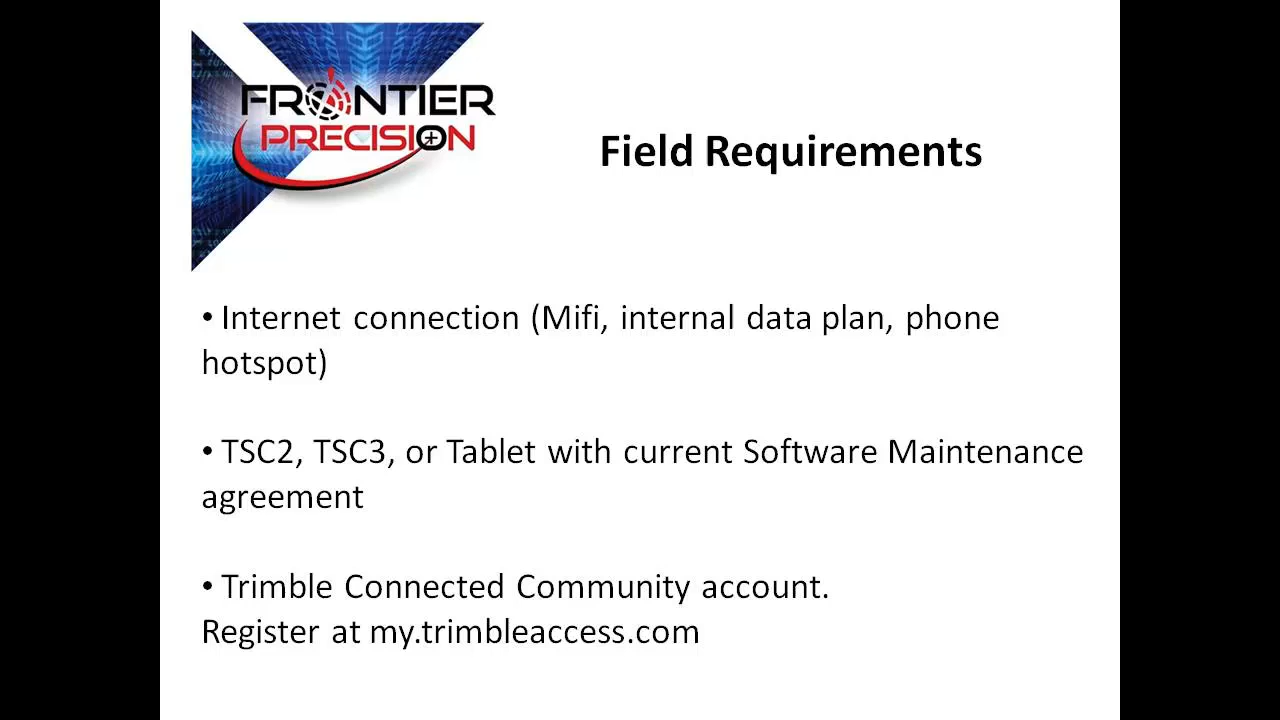 FRONTIER
PRECISION
Field Requirements
• Internet connection (Mifi, internal data plan, phone
hotspot)
• TSC2, TSC3, or Tablet with current Software Maintenance
agreement
• Trimble Connected Community account.
Register at my.trimbleaccess.com